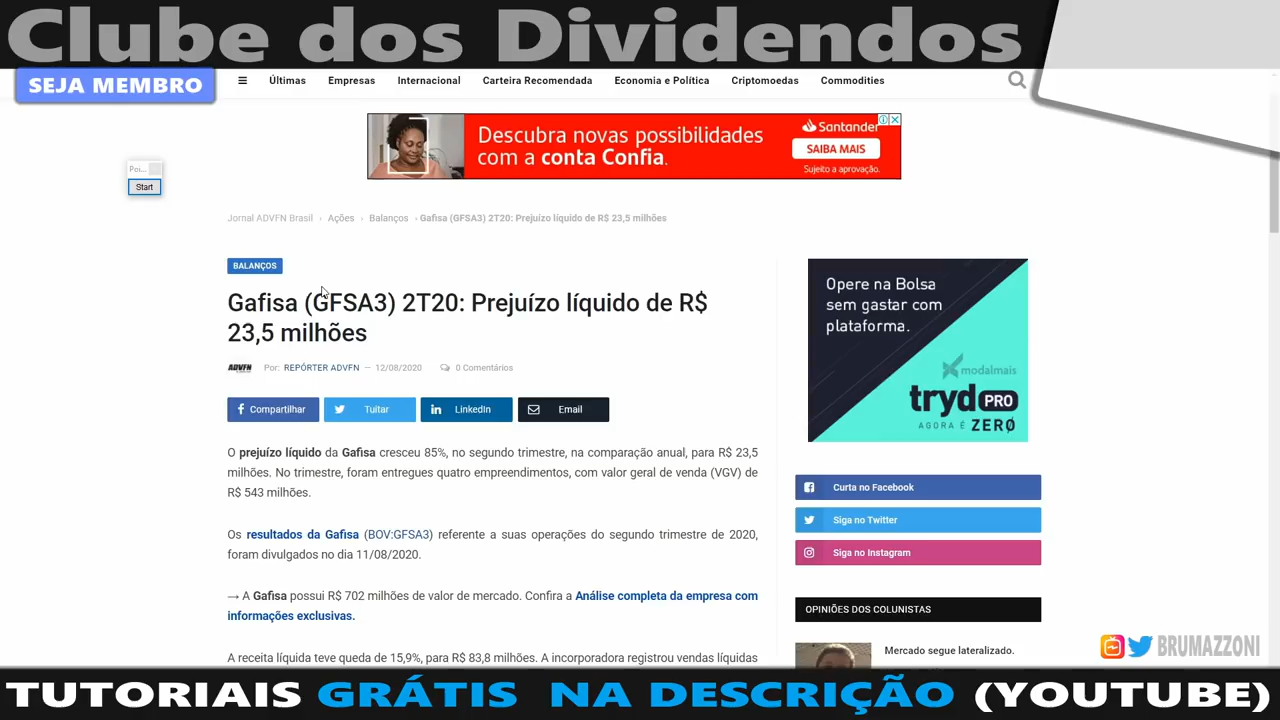 Clube dos Dividendos
SEJA MEMBRO
Últimas Empresas Internacional Carteira Recomendada Economia e Política Criptomoedas Commodities
Descubra novas possibilidades
com a conta Confia.
Santander
SAIBA MAIS
Sujeito a aprovação.
Poi...
Start
Jornal ADVFN Brasil › Ações › Balanços › Gafisa (GFSA3) 2T20: Prejuízo líquido de R$ 23,5 milhões
BALANÇOS
Gafisa (GFSA3) 2T20: Prejuízo líquido de R$
23,5 milhões
ADVFN Por: REPÓRTER ADVFN — 12/08/2020 0 Comentários
Compartilhar Tuitar LinkedIn Email
O prejuízo líquido da Gafisa cresceu 85%, no segundo trimestre, na comparação anual, para R$ 23,5
milhões. No trimestre, foram entregues quatro empreendimentos, com valor geral de venda (VGV) de
R$ 543 milhões.
Os resultados da Gafisa (BOV:GFSA3) referente a suas operações do segundo trimestre de 2020,
foram divulgados no dia 11/08/2020.
→ A Gafisa possui R$ 702 milhões de valor de mercado. Confira a Análise completa da empresa com
informações exclusivas.
A receita líquida teve queda de 15,9%, para R$ 83,8 milhões. A incorporadora registrou vendas líquidas
Opere na Bolsa
sem gastar com
plataforma.
modalmais
tryd PRO
AGORA É ZERØ
Curta no Facebook
Siga no Twitter
Siga no Instagram
OPINIÕES DOS COLUNISTAS
Mercado segue lateralizado.
BRUMAZZONI
TUTORIAIS GRÁTIS NA DESCRIÇÃO (YOUTUBE)